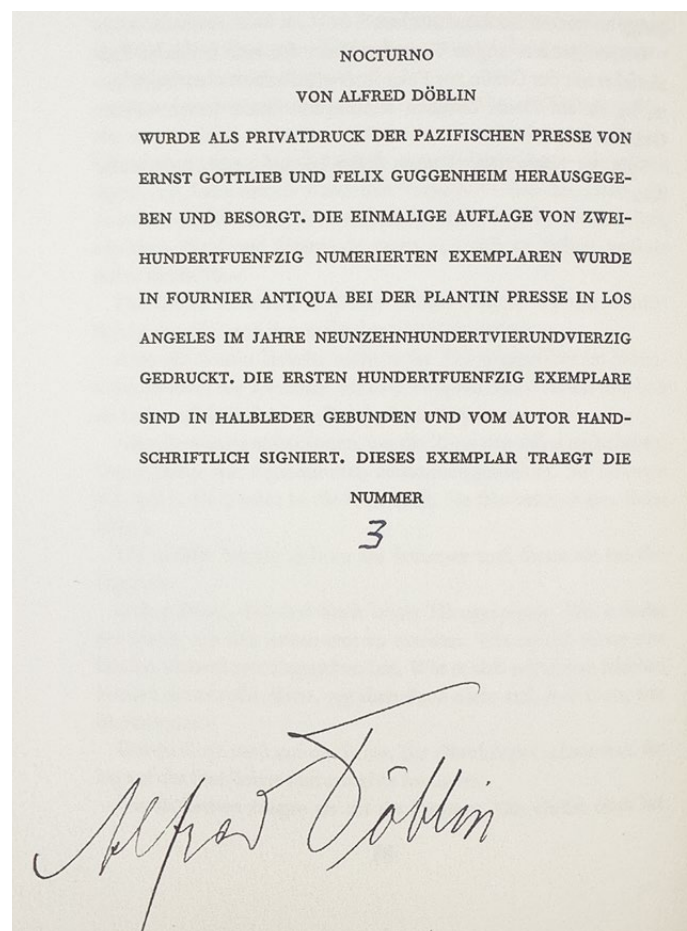 NOCTURNO
VON ALFRED DÖBLIN
WURDE ALS PRIVATDRUCK DER PAZIFISCHEN PRESSE VON
ERNST GOTTLIEB UND FELIX GUGGENHEIM HERAUSGEGE-
BEN UND BESORGT. DIE EINMALIGE AUFLAGE VON ZWEI-
HUNDERTFUENFZIG NUMERIERTEN EXEMPLAREN WURDE
IN FOURNIER ANTIQUA BEI DER PLANTIN PRESSE IN LOS
ANGELES IM JAHRE NEUNZEHNHUNDERTVIERUNDVIERZIG
GEDRUCKT. DIE ERSTEN HUNDERTFUENFZIG EXEMPLARE
SIND IN HALBLEDER GEBUNDEN UND VOM AUTOR HAND-
SCHRIFTLICH SIGNIERT. DIESES EXEMPLAR TRAEGT DIE
NUMMER
3
Alfred Döblin